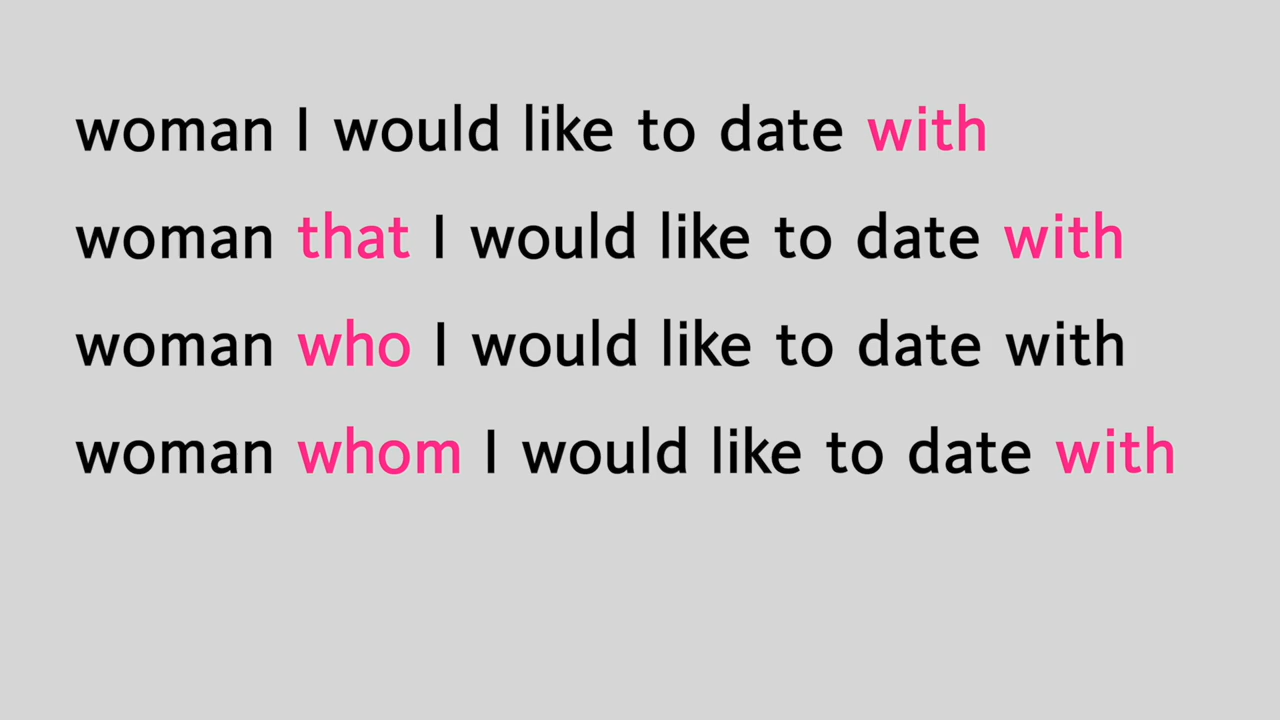 woman I would like to date with
woman that I would like to date with
woman who I would like to date with
woman whom I would like to date with